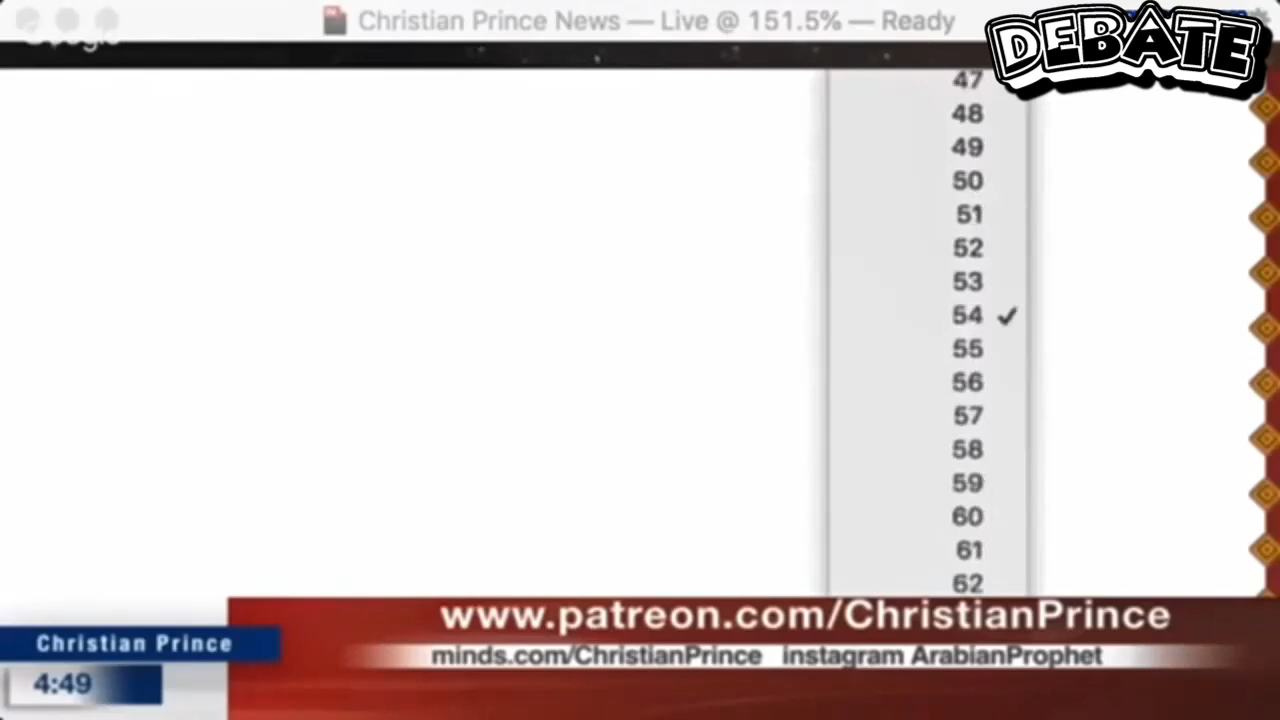 Christian Prince News — Live @ 151.5% — Ready
DEBATE
Google
47
48
49
50
51
52
53
54 ✓
55
56
57
58
59
60
61
62
www.patreon.com/ChristianPrince
Christian Prince
minds.com/ChristianPrince instagram ArabianProphet
4:49